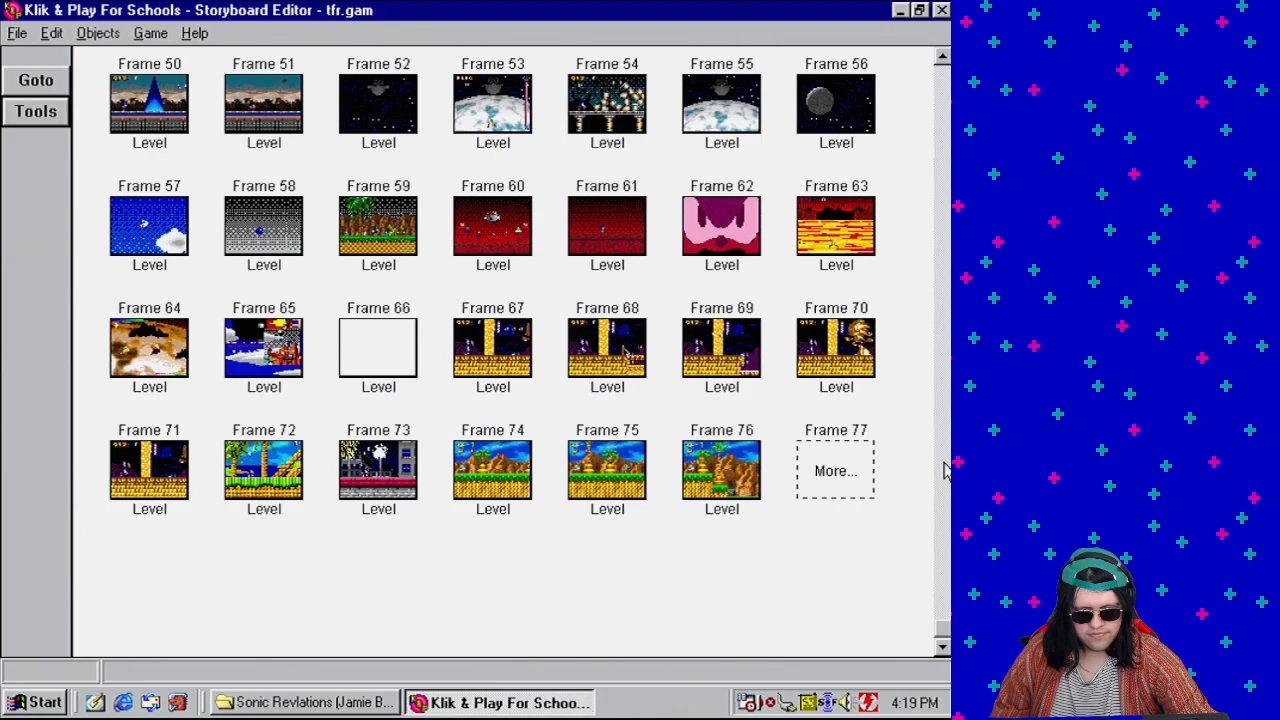 Klik & Play For Schools - Storyboard Editor - tfr.gam
File Edit Objects Game Help
Goto
Tools
Frame 50 Frame 51 Frame 52 Frame 53 Frame 54 Frame 55 Frame 56
Level Level Level Level Level Level Level
Frame 57 Frame 58 Frame 59 Frame 60 Frame 61 Frame 62 Frame 63
Level Level Level Level Level Level Level
Frame 64 Frame 65 Frame 66 Frame 67 Frame 68 Frame 69 Frame 70
Level Level Level Level Level Level Level
Frame 71 Frame 72 Frame 73 Frame 74 Frame 75 Frame 76 Frame 77
More...
Level Level Level Level Level Level
Start Sonic Revlations (Jamie B... Klik & Play For Schoo... 4:19 PM